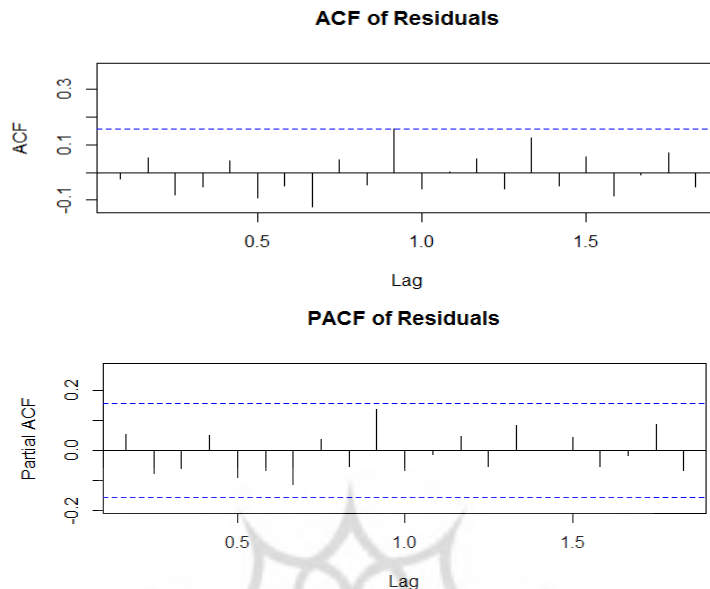 ACF of Residuals
ACF
0.3
0.1
-0.1
0.5
1.0
1.5
Lag
PACF of Residuals
Partial ACF
0.2
0.0
-0.2
0.5
1.0
1.5
Lag